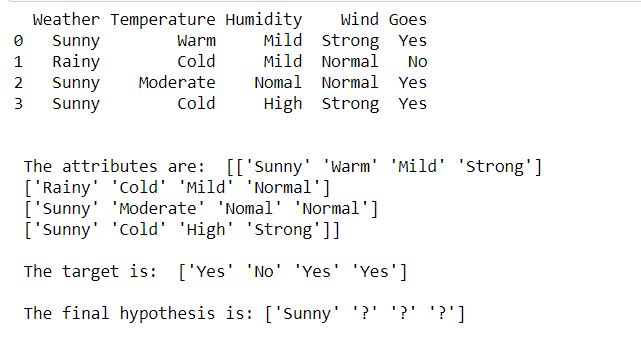 Weather Temperature Humidity Wind Goes
0 Sunny Warm Mild Strong Yes
1 Rainy Cold Mild Normal No
2 Sunny Moderate Nomal Normal Yes
3 Sunny Cold High Strong Yes
The attributes are: [['Sunny' 'Warm' 'Mild' 'Strong']
['Rainy' 'Cold' 'Mild' 'Normal']
['Sunny' 'Moderate' 'Nomal' 'Normal']
['Sunny' 'Cold' 'High' 'Strong']]
The target is: ['Yes' 'No' 'Yes' 'Yes']
The final hypothesis is: ['Sunny' '?' '?' '?']